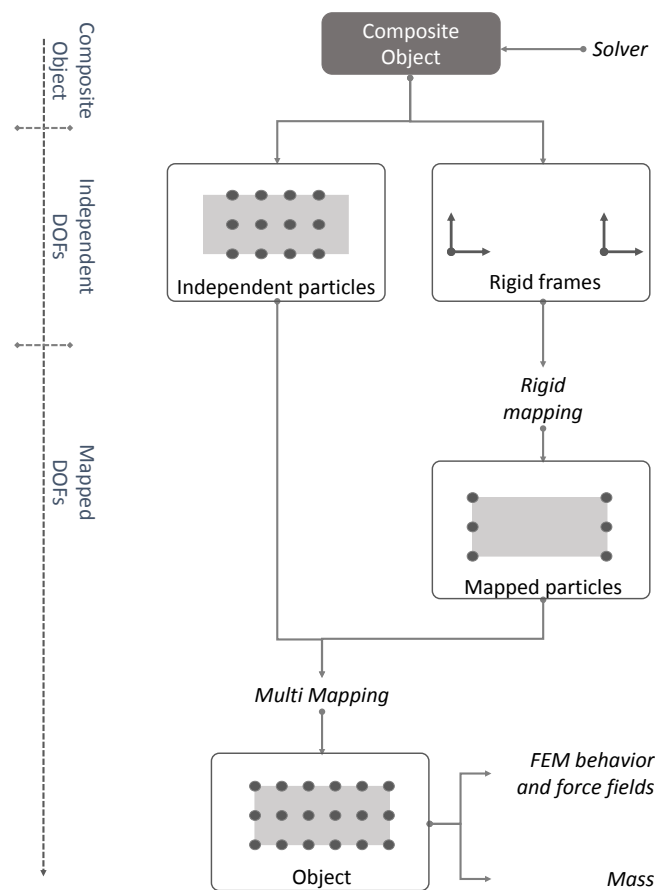 Composite
Object
Solver
Composite
Object
Independent
DOFs
Independent particles
Rigid frames
Rigid
mapping
Mapped
DOFs
Mapped particles
Multi Mapping
FEM behavior
and force fields
Object
Mass